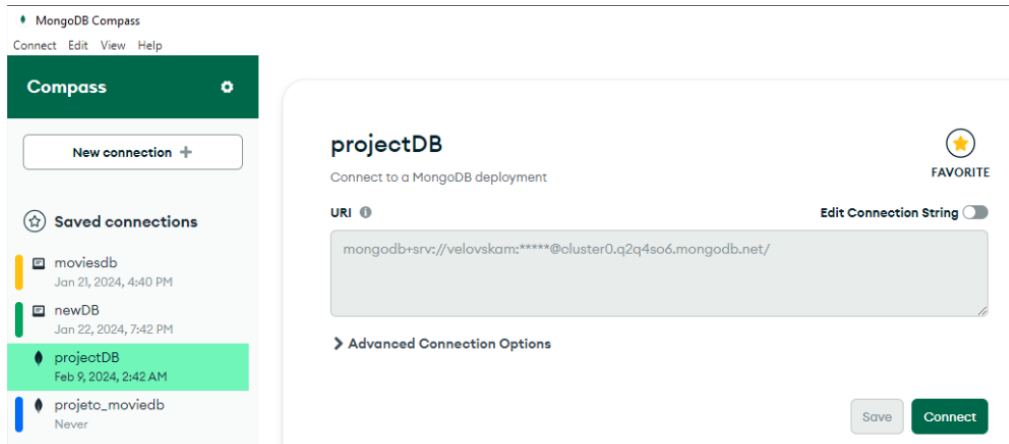 MongoDB Compass
Connect Edit View Help
Compass
New connection +
Saved connections
moviesdb
Jan 21, 2024, 4:40 PM
newDB
Jan 22, 2024, 7:42 PM
projectDB
Feb 9, 2024, 2:42 AM
projeto_moviedb
Never
projectDB
Connect to a MongoDB deployment
FAVORITE
URI
Edit Connection String
mongodb+srv://velovskam:*****@cluster0.q2q4so6.mongodb.net/
Advanced Connection Options
Save
Connect